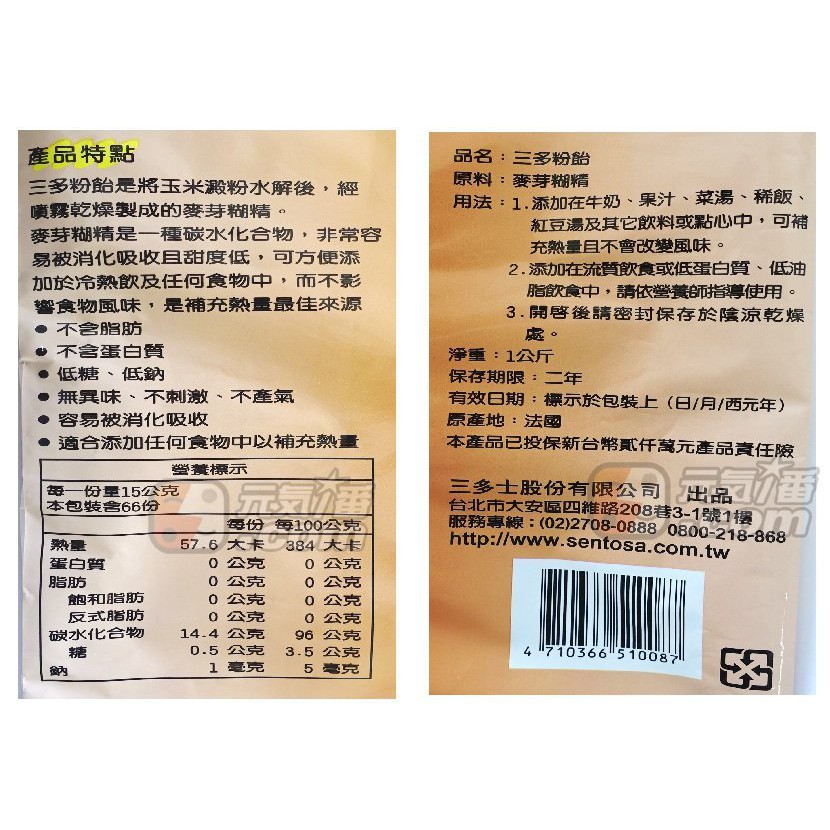 產品特點
三多粉飴是將玉米澱粉水解後，經
噴霧乾燥製成的麥芽糊精。
麥芽糊精是一種碳水化合物，非常容
易被消化吸收且甜度低，可方便添
加於冷熱飲及任何食物中，而不影
響食物風味，是補充熱量最佳來源
● 不含脂肪
● 不含蛋白質
● 低糖、低鈉
● 無異味、不刺激、不產氣
● 容易被消化吸收
● 適合添加任何食物中以補充熱量
營養標示
每一份量15公克
本包裝含66份
每份 每100公克
熱量 57.6 大卡 384 大卡
蛋白質 0 公克 0 公克
脂肪 0 公克 0 公克
飽和脂肪 0 公克 0 公克
反式脂肪 0 公克 0 公克
碳水化合物 14.4 公克 96 公克
糖 0.5 公克 3.5 公克
鈉 1 毫克 5 毫克
元氣1番
.com
品名：三多粉飴
原料：麥芽糊精
用法：1.添加在牛奶、果汁、菜湯、稀飯、
紅豆湯及其它飲料或點心中，可補
充熱量且不會改變風味。
2.添加在流質飲食或低蛋白質、低油
脂飲食中，請依營養師指導使用。
3.開啓後請密封保存於陰涼乾燥
處。
淨重：1公斤
保存期限：二年
有效日期：標示於包裝上（日/月/西元年）
原產地：法國
本產品已投保新台幣貳仟萬元產品責任險
三多士股份有限公司 出品
台北市大安區四維路208巷3-1號1樓
服務專線：(02)2708-0888 0800-218-868
http://www.sentosa.com.tw
元氣1番
.com
4 710366 510087